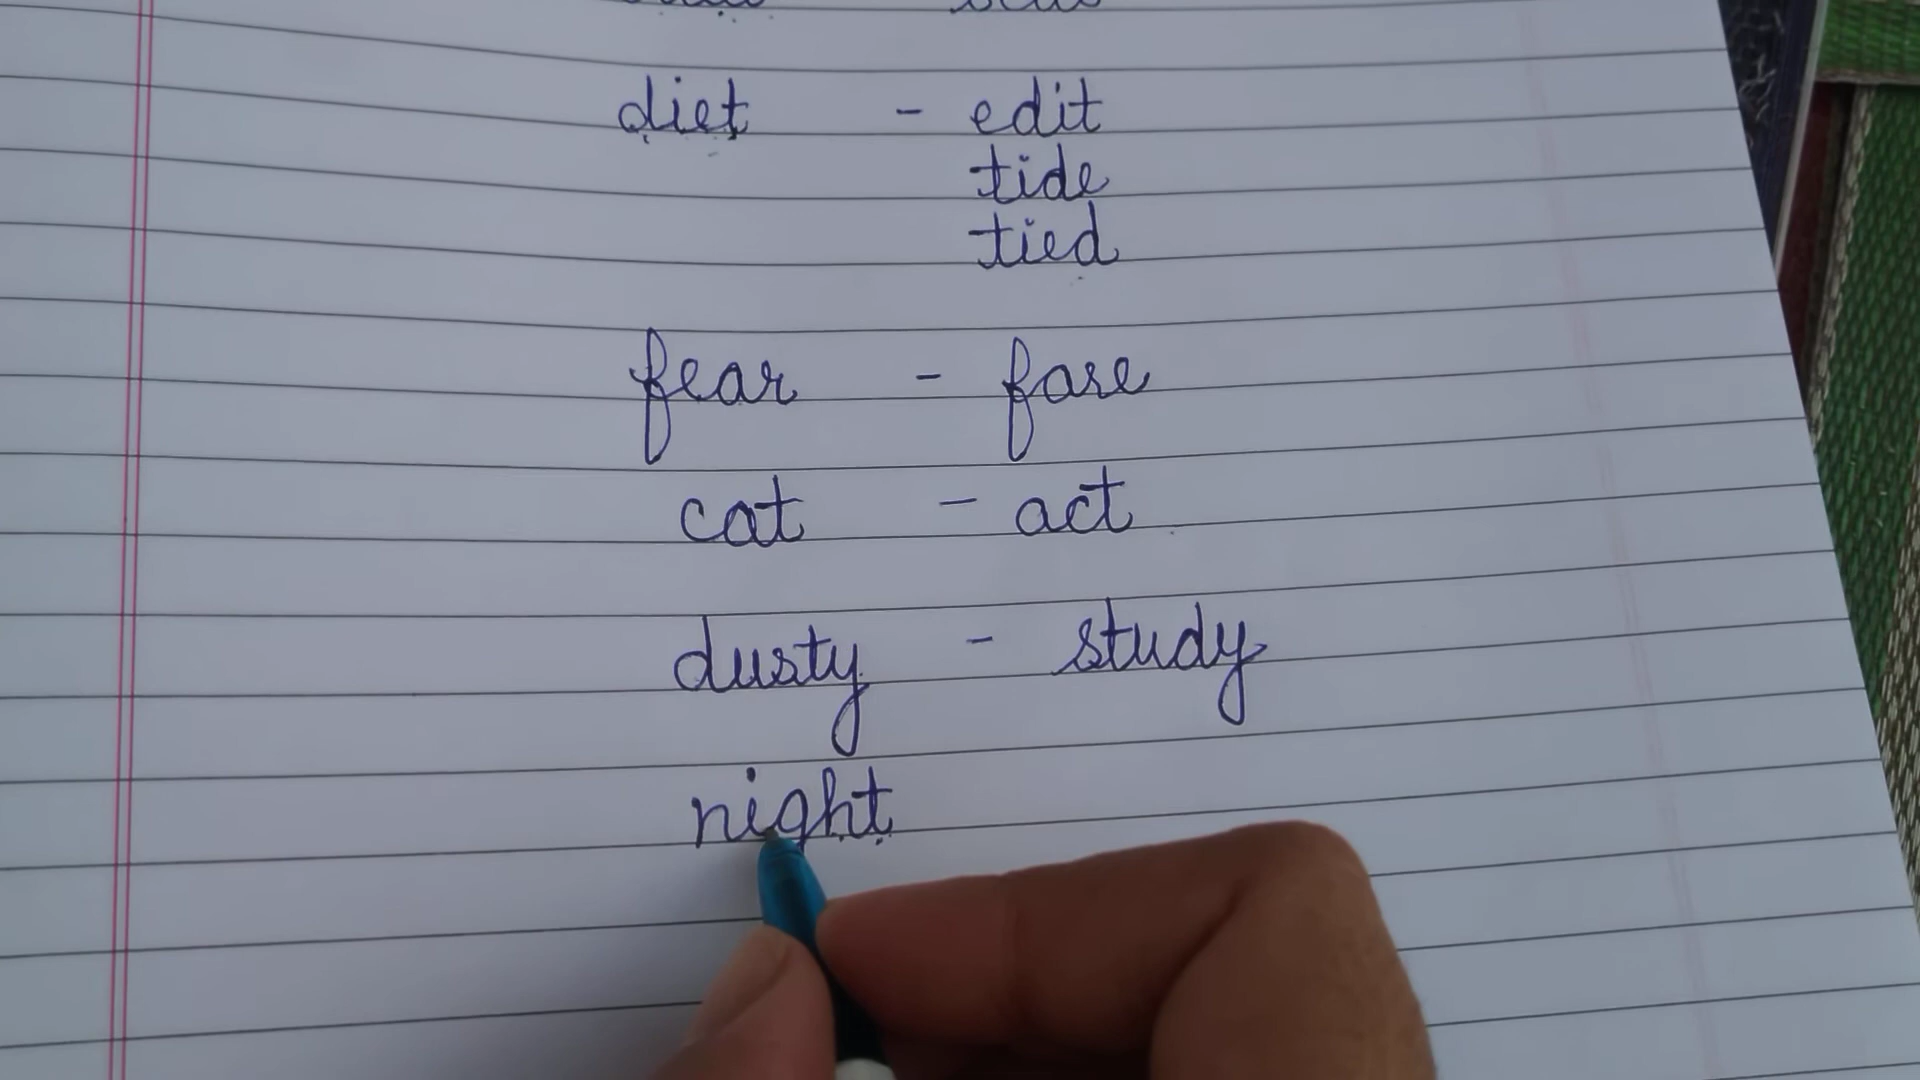 diet - edit
tide
tied
fear - fare
cat - act
dusty - study
night